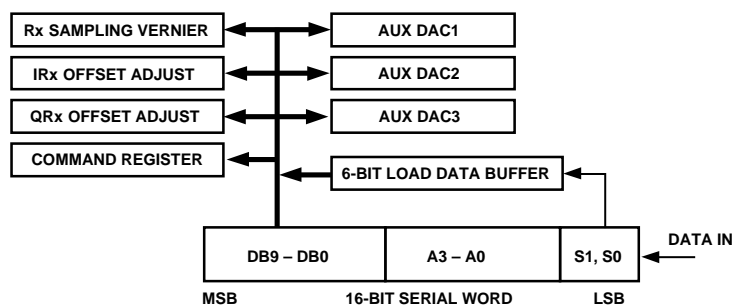 Rx SAMPLING VERNIER
AUX DAC1
IRx OFFSET ADJUST
AUX DAC2
QRx OFFSET ADJUST
AUX DAC3
COMMAND REGISTER
6-BIT LOAD DATA BUFFER
DB9 – DB0
A3 – A0
S1, S0
DATA IN
MSB
16-BIT SERIAL WORD
LSB